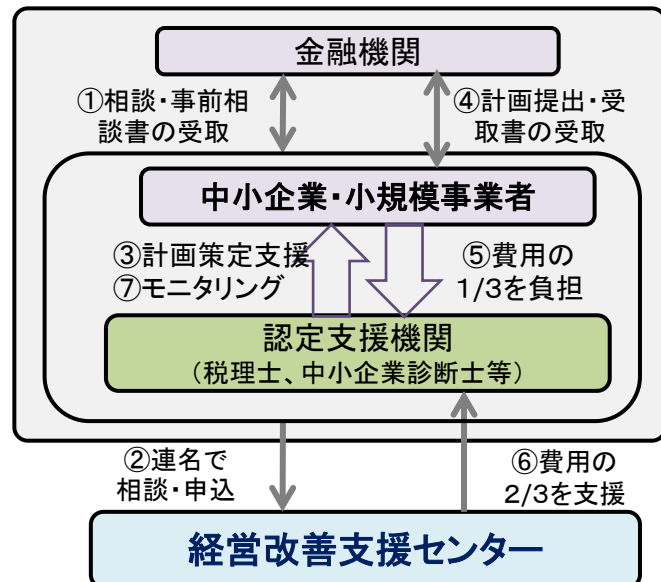 金融機関
①相談・事前相
談書の受取
④計画提出・受
取書の受取
中小企業・小規模事業者
③計画策定支援
⑦モニタリング
⑤費用の
1/3を負担
認定支援機関
（税理士、中小企業診断士等）
②連名で
相談・申込
⑥費用の
2/3を支援
経営改善支援センター